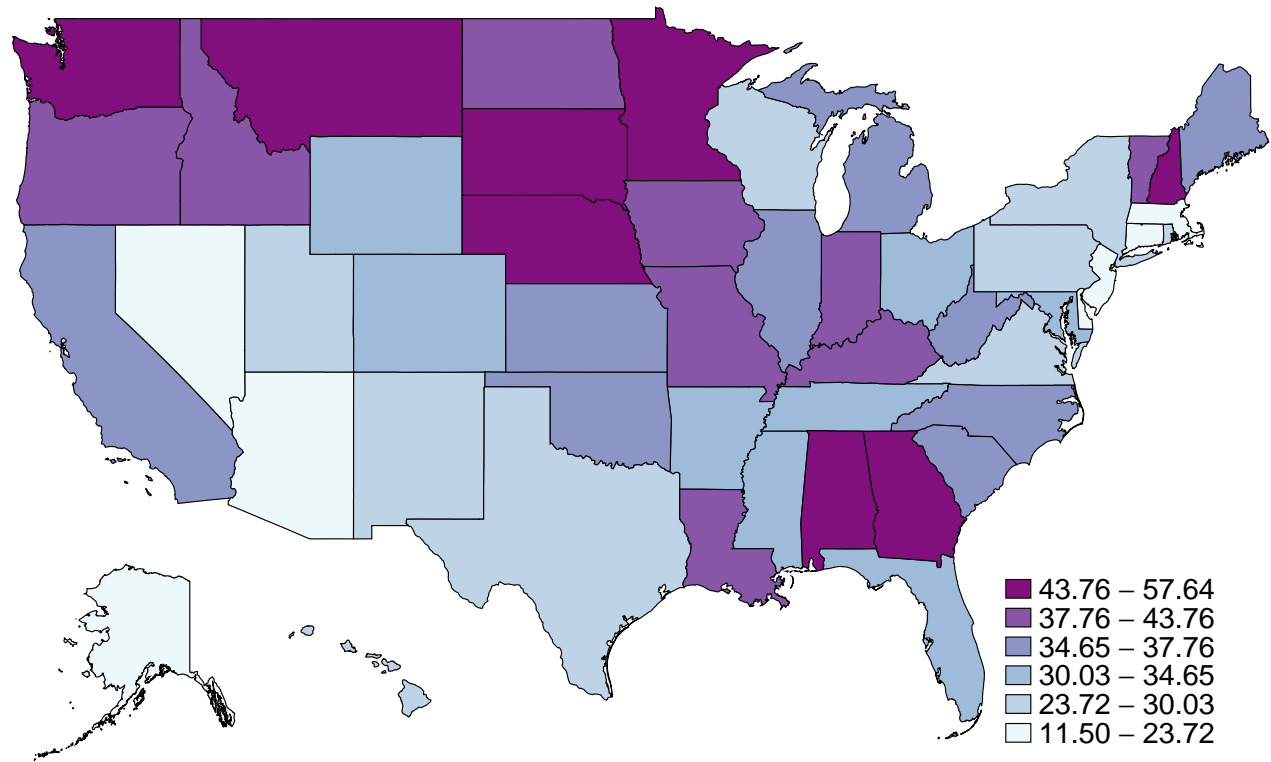 43.76 – 57.64
37.76 – 43.76
34.65 – 37.76
30.03 – 34.65
23.72 – 30.03
11.50 – 23.72